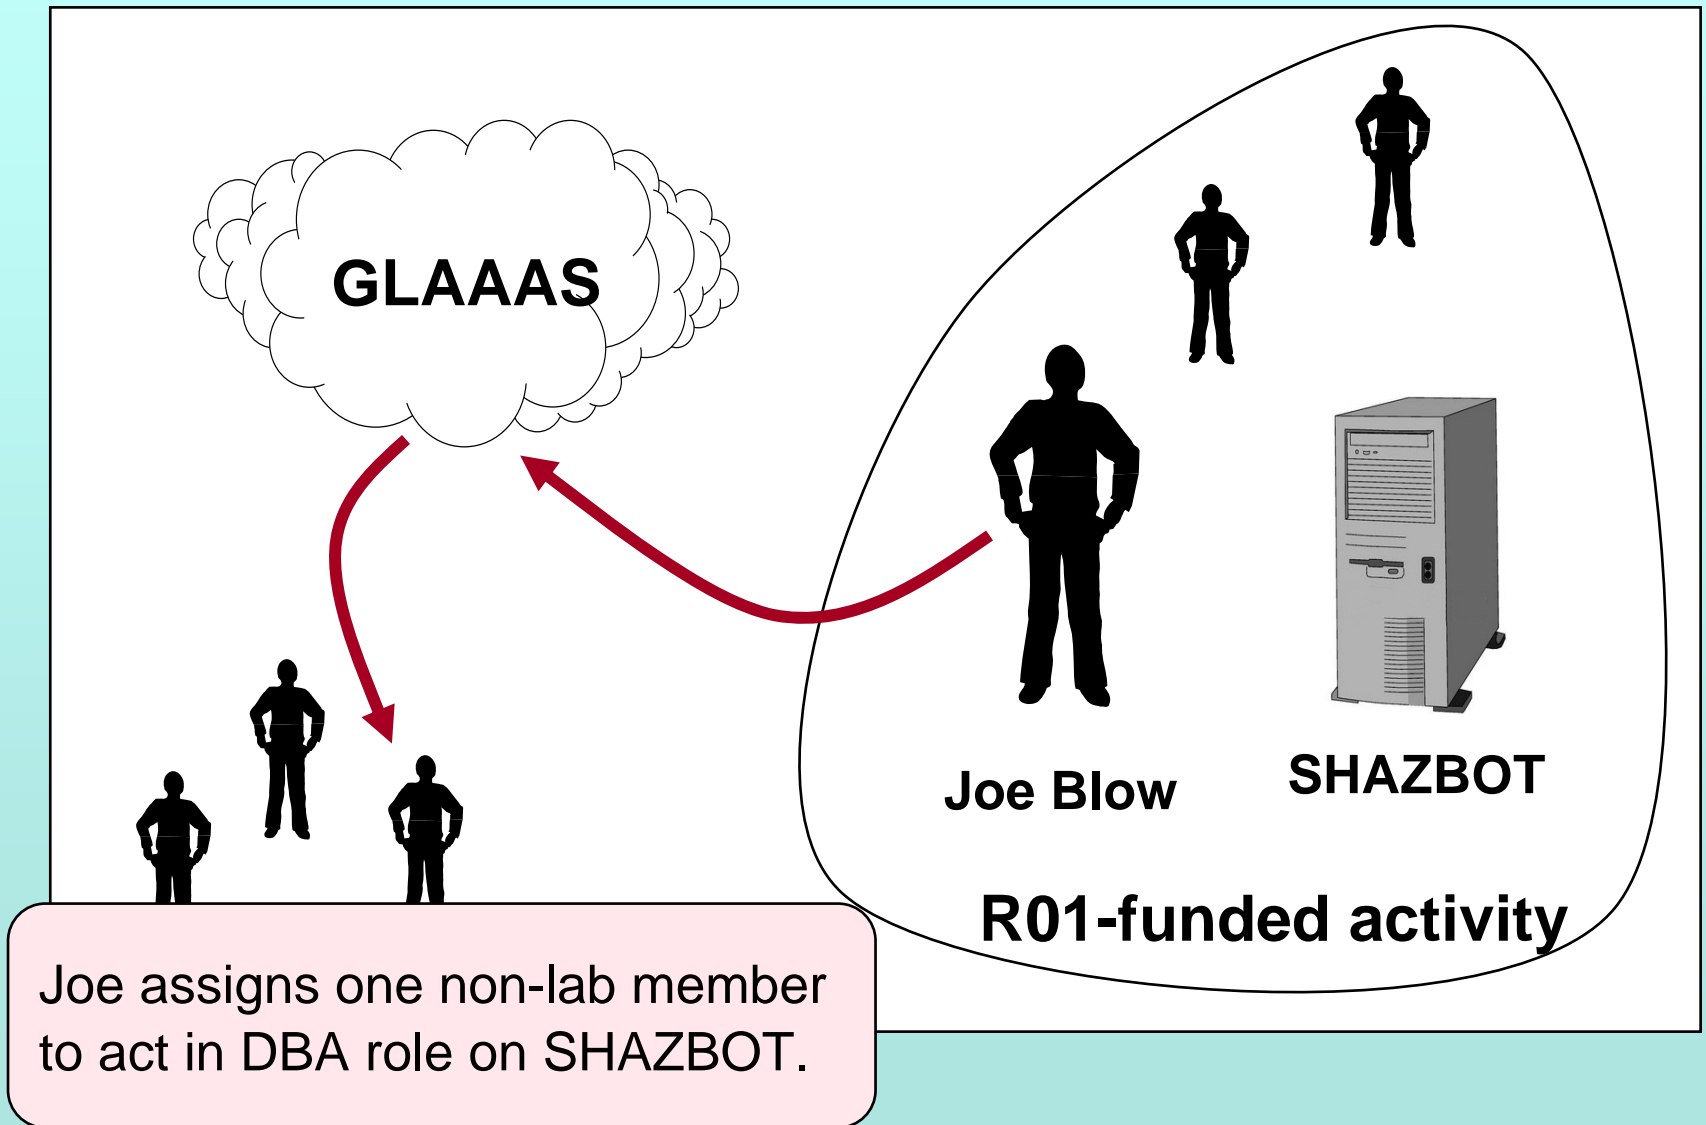 GLAAAS
Joe Blow
SHAZBOT
R01-funded activity
Joe assigns one non-lab member
to act in DBA role on SHAZBOT.